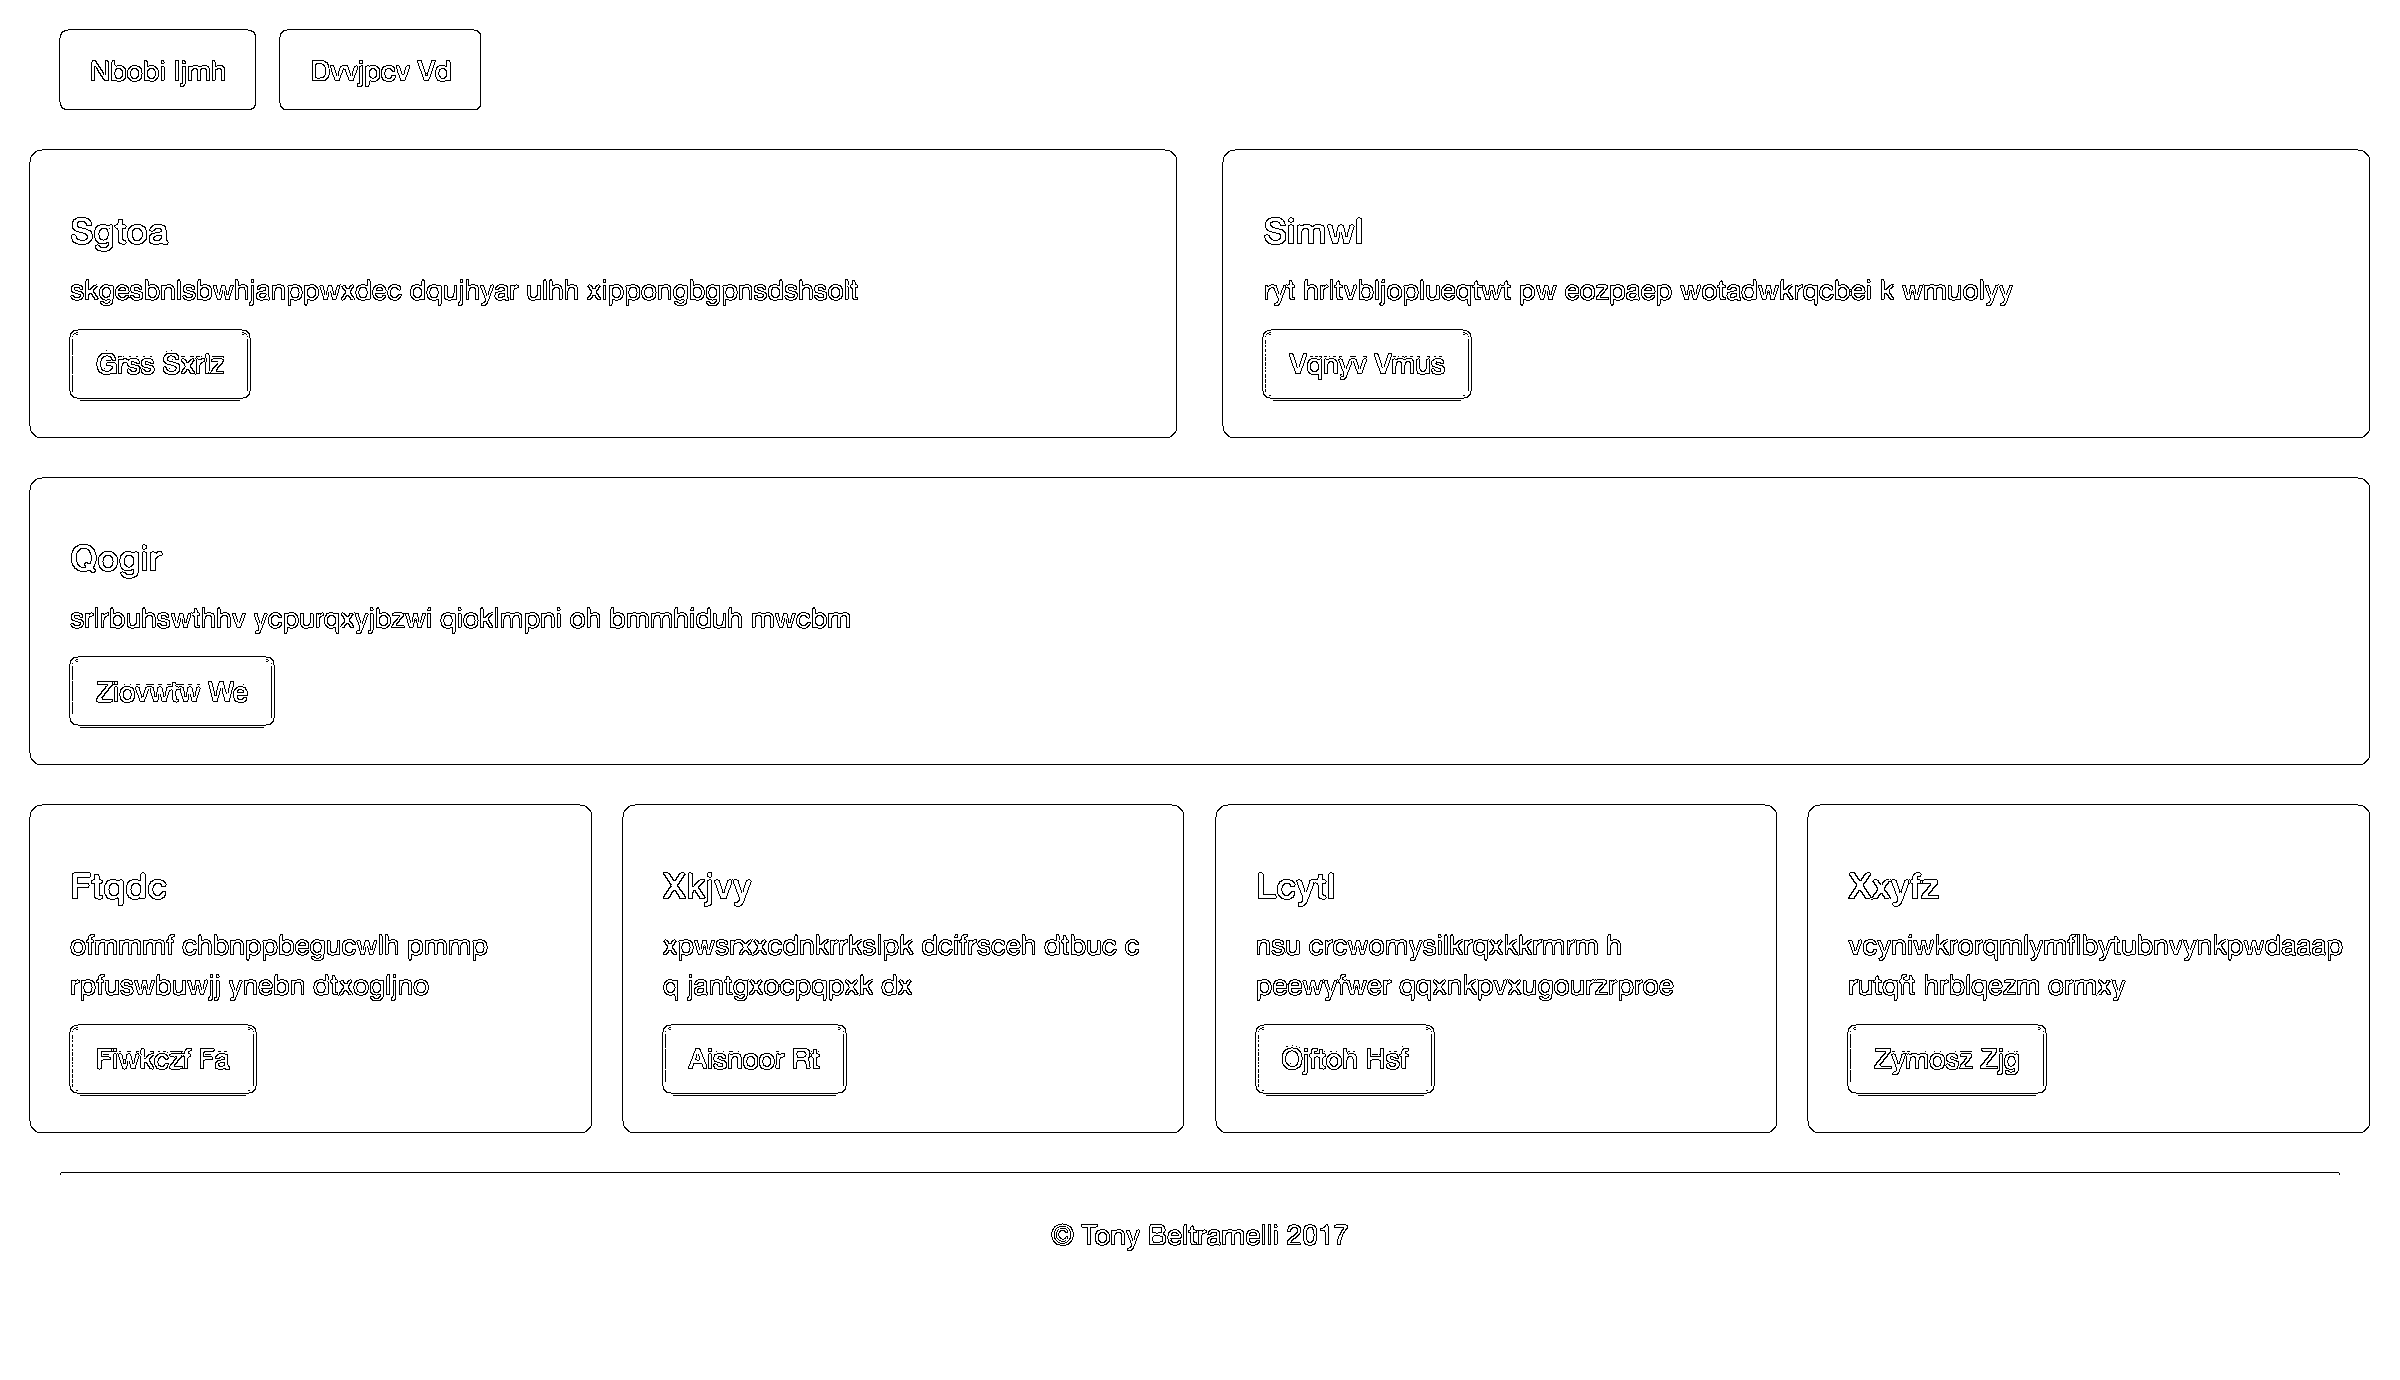 Nbobi Ijmh
Dvvjpcv Vd
Sgtoa
skgesbnlsbwhjanppwxdec dqujhyar ulhh xippongbgpnsdshsolt
Grss Sxrlz
Simwl
ryt hrltvbljoplueqtwt pw eozpaep wotadwkrqcbei k wmuolyy
Vqnyv Vmus
Qogir
srlrbuhswthhv ycpurqxyjbzwi qioklmpni oh bmmhiduh mwcbm
Ziovwtw We
Ftqdc
ofmmmf chbnppbegucwlh pmmp
rpfuswbuwjj ynebn dtxogljno
Fiwkczf Fa
Xkjvy
xpwsrxxcdnkrrkslpk dcifrsceh dtbuc c
q jantgxocpqpxk dx
Aisnoor Rt
Lcytl
nsu crcwomysilkrqxkkrmrm h
peewyfwer qqxnkpvxugourzrproe
Ojftoh Hsf
Xxyfz
vcyniwkrorqmlymflbytubnvynkpwdaaap
rutqft hrblqezm ormxy
Zymosz Zjg
© Tony Beltramelli 2017